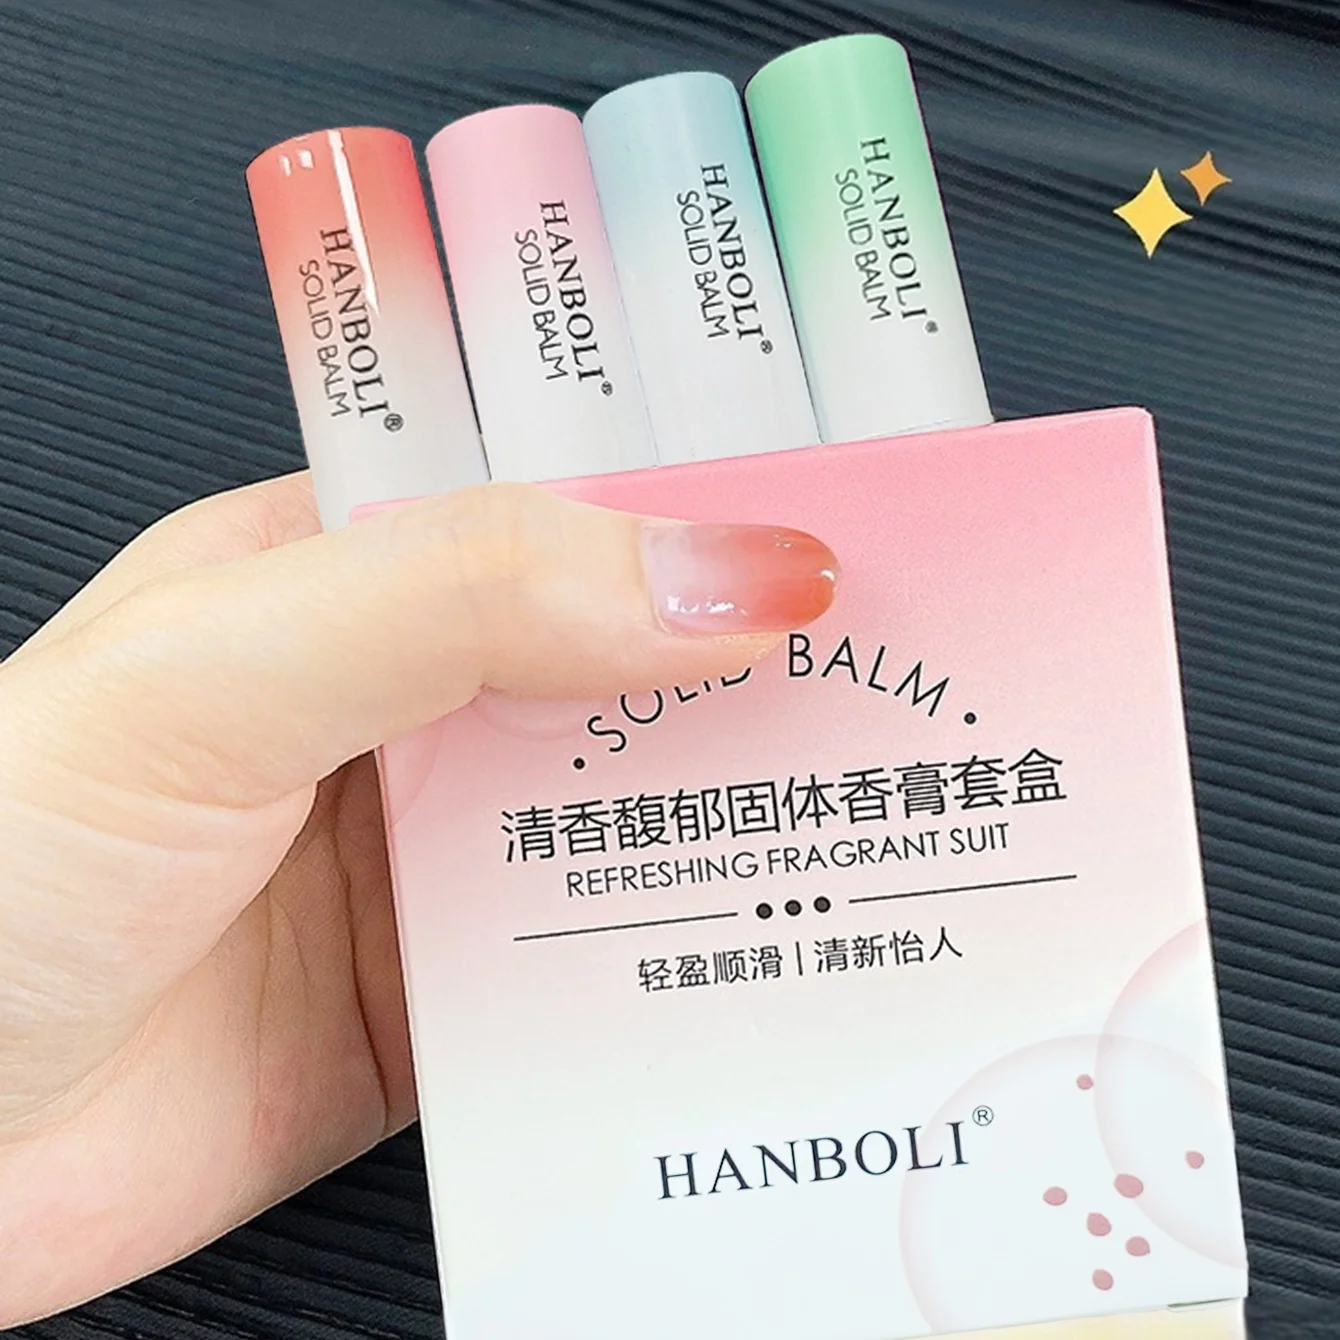 HANBOLI®
SOLID BALM
HANBOLI®
SOLID BALM
HANBOLI®
SOLID BALM
HANBOLI®
SOLID BALM
·SOLID BALM·
清香馥郁固体香膏套盒
REFRESHING FRAGRANT SUIT
轻盈顺滑|清新怡人
HANBOLI®